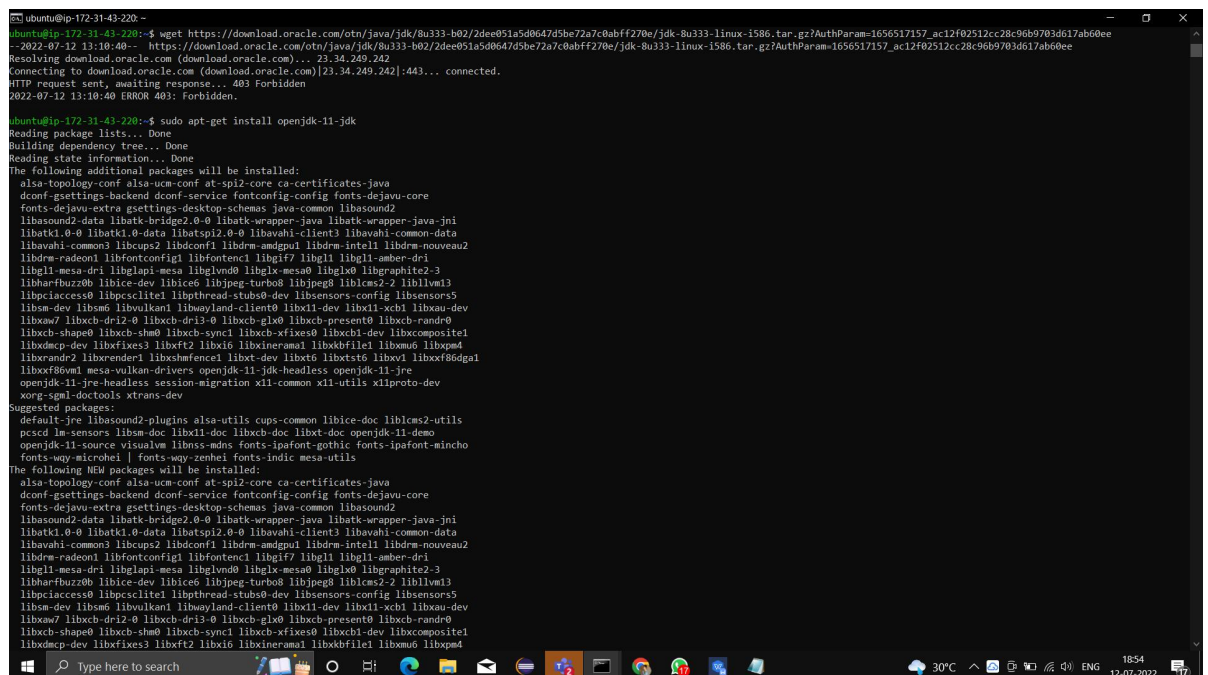 ubuntu@ip-172-31-43-220: ~
ubuntu@ip-172-31-43-220:~$ wget https://download.oracle.com/otn/java/jdk/8u333-b02/2dee051a5d0647d5be72a7c0abff270e/jdk-8u333-linux-i586.tar.gz?AuthParam=1656517157_ac12f02512cc28c96b9703d617ab60ee
--2022-07-12 13:10:40--  https://download.oracle.com/otn/java/jdk/8u333-b02/2dee051a5d0647d5be72a7c0abff270e/jdk-8u333-linux-i586.tar.gz?AuthParam=1656517157_ac12f02512cc28c96b9703d617ab60ee
Resolving download.oracle.com (download.oracle.com)... 23.34.249.242
Connecting to download.oracle.com (download.oracle.com)|23.34.249.242|:443... connected.
HTTP request sent, awaiting response... 403 Forbidden
2022-07-12 13:10:40 ERROR 403: Forbidden.
ubuntu@ip-172-31-43-220:~$ sudo apt-get install openjdk-11-jdk
Reading package lists... Done
Building dependency tree... Done
Reading state information... Done
The following additional packages will be installed:
alsa-topology-conf alsa-ucm-conf at-spi2-core ca-certificates-java
dconf-gsettings-backend dconf-service fontconfig-config fonts-dejavu-core
fonts-dejavu-extra gsettings-desktop-schemas java-common libasound2
libasound2-data libatk-bridge2.0-0 libatk-wrapper-java libatk-wrapper-java-jni
libatk1.0-0 libatk1.0-data libatspi2.0-0 libavahi-client3 libavahi-common-data
libavahi-common3 libcups2 libdconf1 libdrm-amdgpu1 libdrm-intel1 libdrm-nouveau2
libdrm-radeon1 libfontconfig1 libfontenc1 libgif7 libgl1 libgl1-amber-dri
libgl1-mesa-dri libglapi-mesa libglvnd0 libglx-mesa0 libglx0 libgraphite2-3
libharfbuzz0b libice-dev libice6 libjpeg-turbo8 libjpeg8 liblcms2-2 libllvm13
libpciaccess0 libpcsclite1 libpthread-stubs0-dev libsensors-config libsensors5
libsm-dev libsm6 libvulkan1 libwayland-client0 libx11-dev libx11-xcb1 libxau-dev
libxaw7 libxcb-dri2-0 libxcb-dri3-0 libxcb-glx0 libxcb-present0 libxcb-randr0
libxcb-shape0 libxcb-shm0 libxcb-sync1 libxcb-xfixes0 libxcb1-dev libxcomposite1
libxdmcp-dev libxfixes3 libxft2 libxi6 libxinerama1 libxkbfile1 libxmu6 libxpm4
libxrandr2 libxrender1 libxshmfence1 libxt-dev libxt6 libxtst6 libxv1 libxxf86dga1
libxxf86vm1 mesa-vulkan-drivers openjdk-11-jdk-headless openjdk-11-jre
openjdk-11-jre-headless session-migration x11-common x11-utils x11proto-dev
xorg-sgml-doctools xtrans-dev
Suggested packages:
default-jre libasound2-plugins alsa-utils cups-common libice-doc liblcms2-utils
pcscd lm-sensors libsm-doc libx11-doc libxcb-doc libxt-doc openjdk-11-demo
openjdk-11-source visualvm libnss-mdns fonts-ipafont-gothic fonts-ipafont-mincho
fonts-wqy-microhei | fonts-wqy-zenhei fonts-indic mesa-utils
The following NEW packages will be installed:
alsa-topology-conf alsa-ucm-conf at-spi2-core ca-certificates-java
dconf-gsettings-backend dconf-service fontconfig-config fonts-dejavu-core
fonts-dejavu-extra gsettings-desktop-schemas java-common libasound2
libasound2-data libatk-bridge2.0-0 libatk-wrapper-java libatk-wrapper-java-jni
libatk1.0-0 libatk1.0-data libatspi2.0-0 libavahi-client3 libavahi-common-data
libavahi-common3 libcups2 libdconf1 libdrm-amdgpu1 libdrm-intel1 libdrm-nouveau2
libdrm-radeon1 libfontconfig1 libfontenc1 libgif7 libgl1 libgl1-amber-dri
libgl1-mesa-dri libglapi-mesa libglvnd0 libglx-mesa0 libglx0 libgraphite2-3
libharfbuzz0b libice-dev libice6 libjpeg-turbo8 libjpeg8 liblcms2-2 libllvm13
libpciaccess0 libpcsclite1 libpthread-stubs0-dev libsensors-config libsensors5
libsm-dev libsm6 libvulkan1 libwayland-client0 libx11-dev libx11-xcb1 libxau-dev
libxaw7 libxcb-dri2-0 libxcb-dri3-0 libxcb-glx0 libxcb-present0 libxcb-randr0
libxcb-shape0 libxcb-shm0 libxcb-sync1 libxcb-xfixes0 libxcb1-dev libxcomposite1
libxdmcp-dev libxfixes3 libxft2 libxi6 libxinerama1 libxkbfile1 libxmu6 libxpm4
Type here to search
30°C
ENG
18:54
12-07-2022